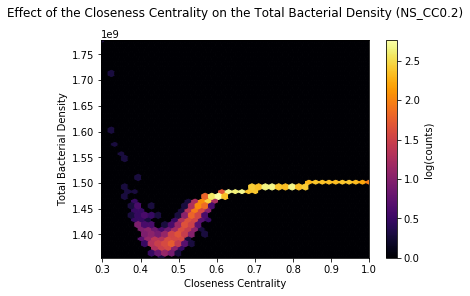 Effect of the Closeness Centrality on the Total Bacterial Density (NS_CC0.2)
1e9
1.75
1.70
1.65
1.60
1.55
1.50
1.45
1.40
Total Bacterial Density
0.3 0.4 0.5 0.6 0.7 0.8 0.9 1.0
Closeness Centrality
2.5
2.0
1.5
1.0
0.5
0.0
log(counts)